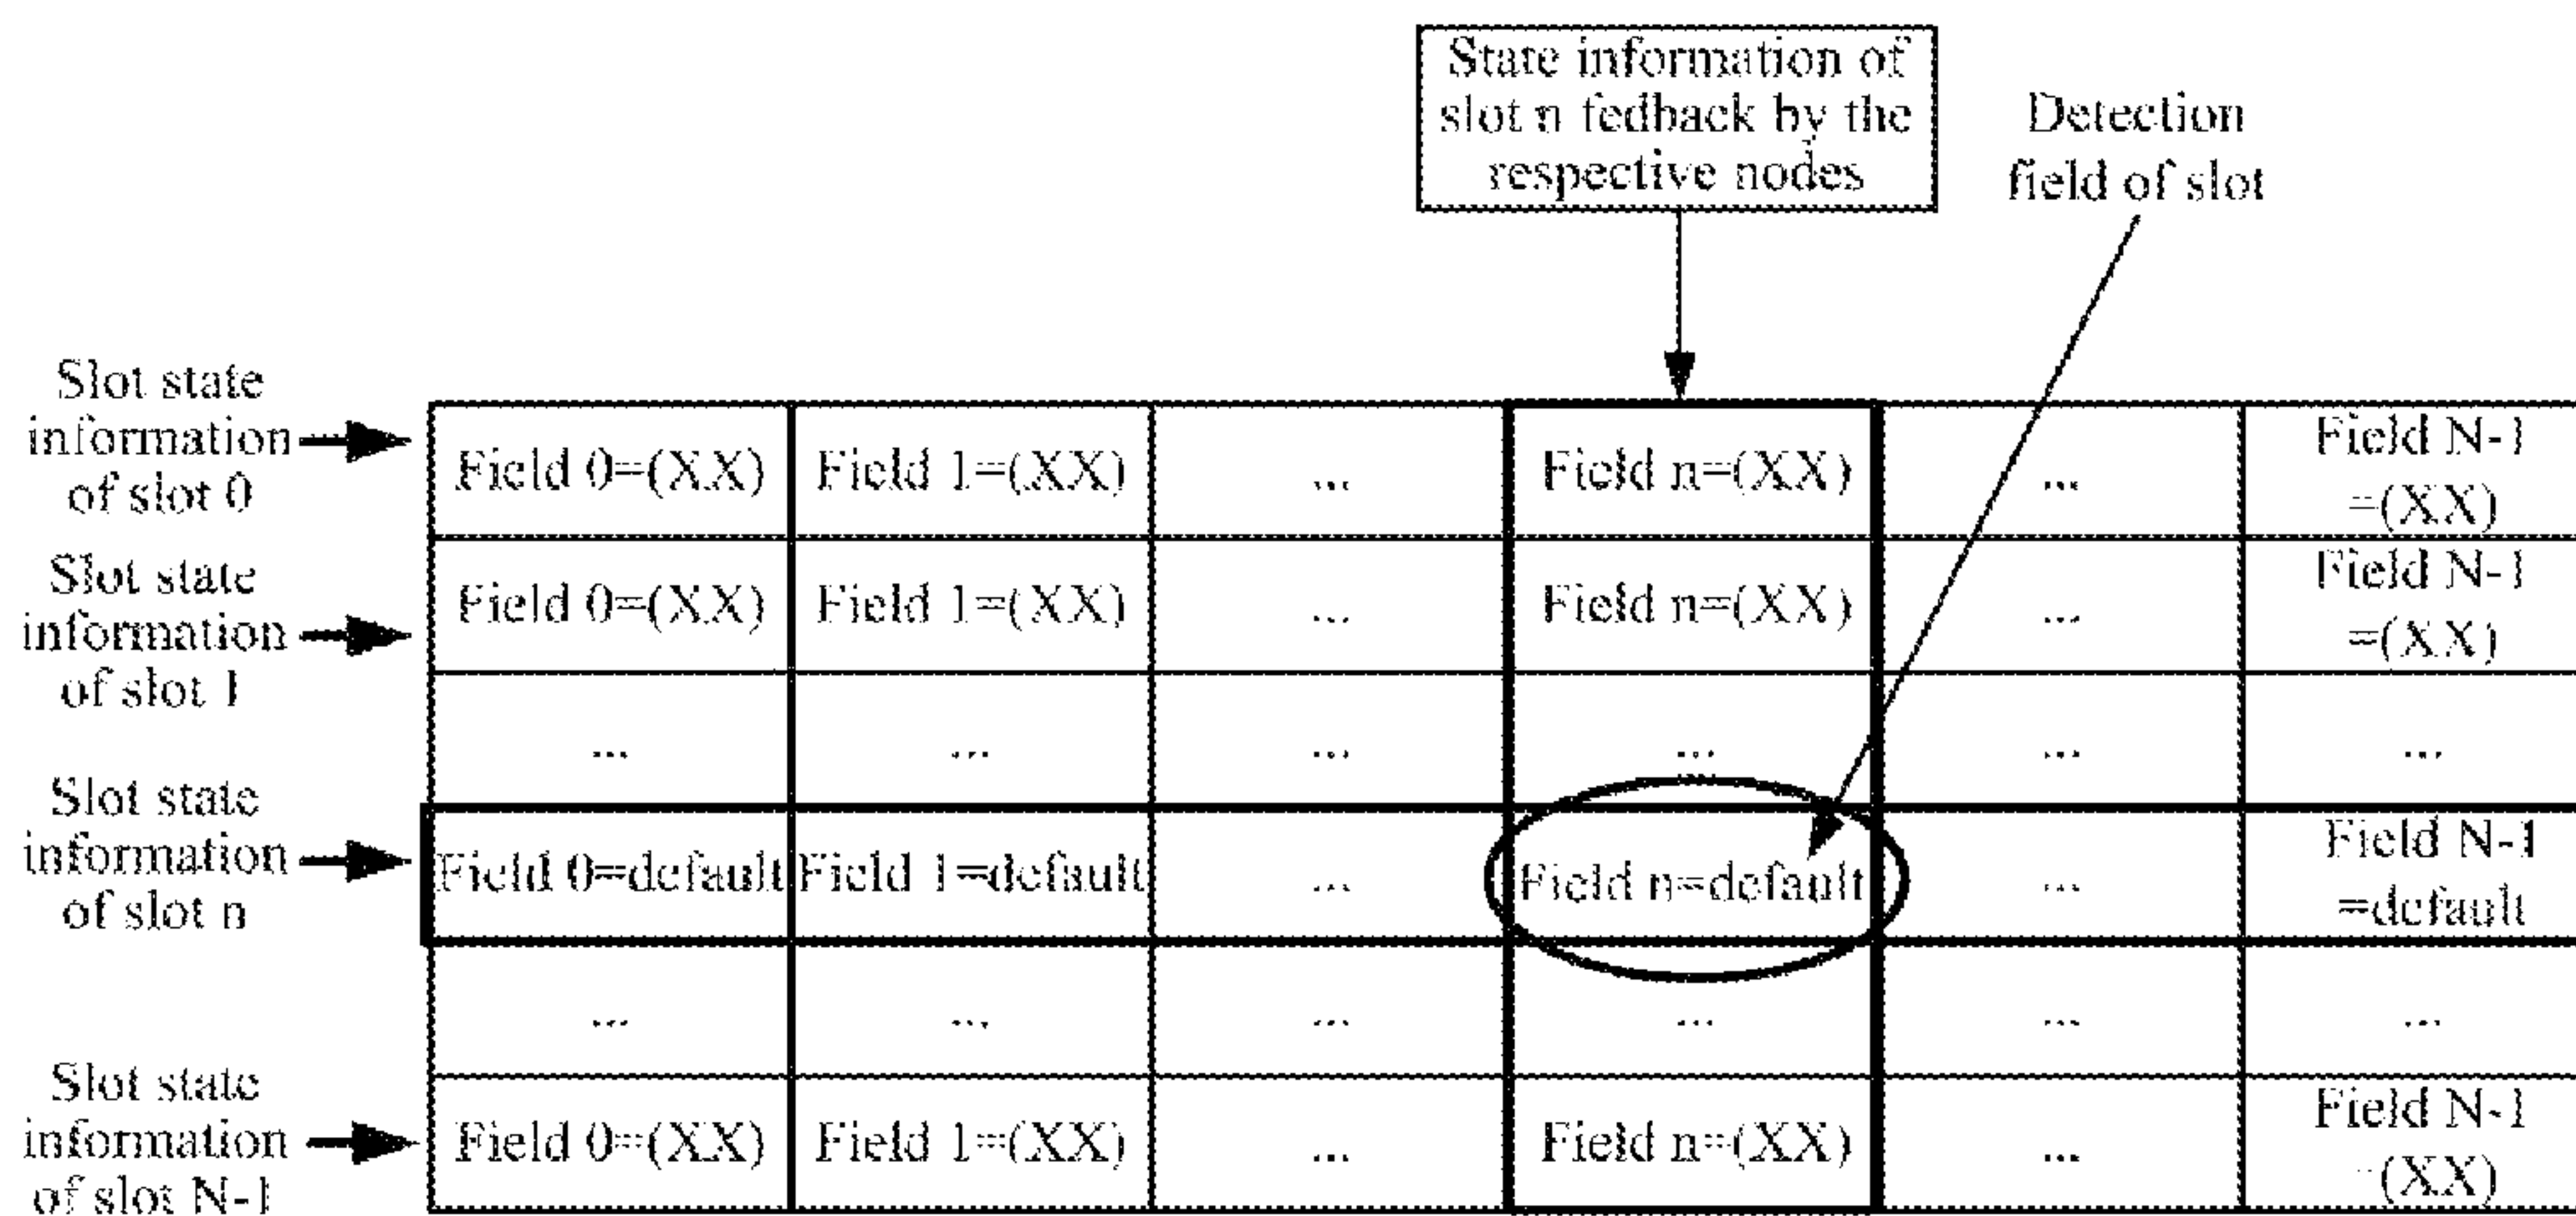 State information of
slot n fedback by the
respective nodes
Detection
field of slot
Slot state
information
of slot 0
Field 0=(XX) Field 1=(XX) ... Field n=(XX) ... Field N-1
=(XX)
Slot state
information
of slot 1
Field 0=(XX) Field 1=(XX) ... Field n=(XX) ... Field N-1
=(XX)
... ... ... ... ... ...
Slot state
information
of slot n
Field 0=default Field 1=default ... Field n=default ... Field N-1
=default
... ... ... ... ... ...
Slot state
information
of slot N-1
Field 0=(XX) Field 1=(XX) ... Field n=(XX) ... Field N-1
=(XX)